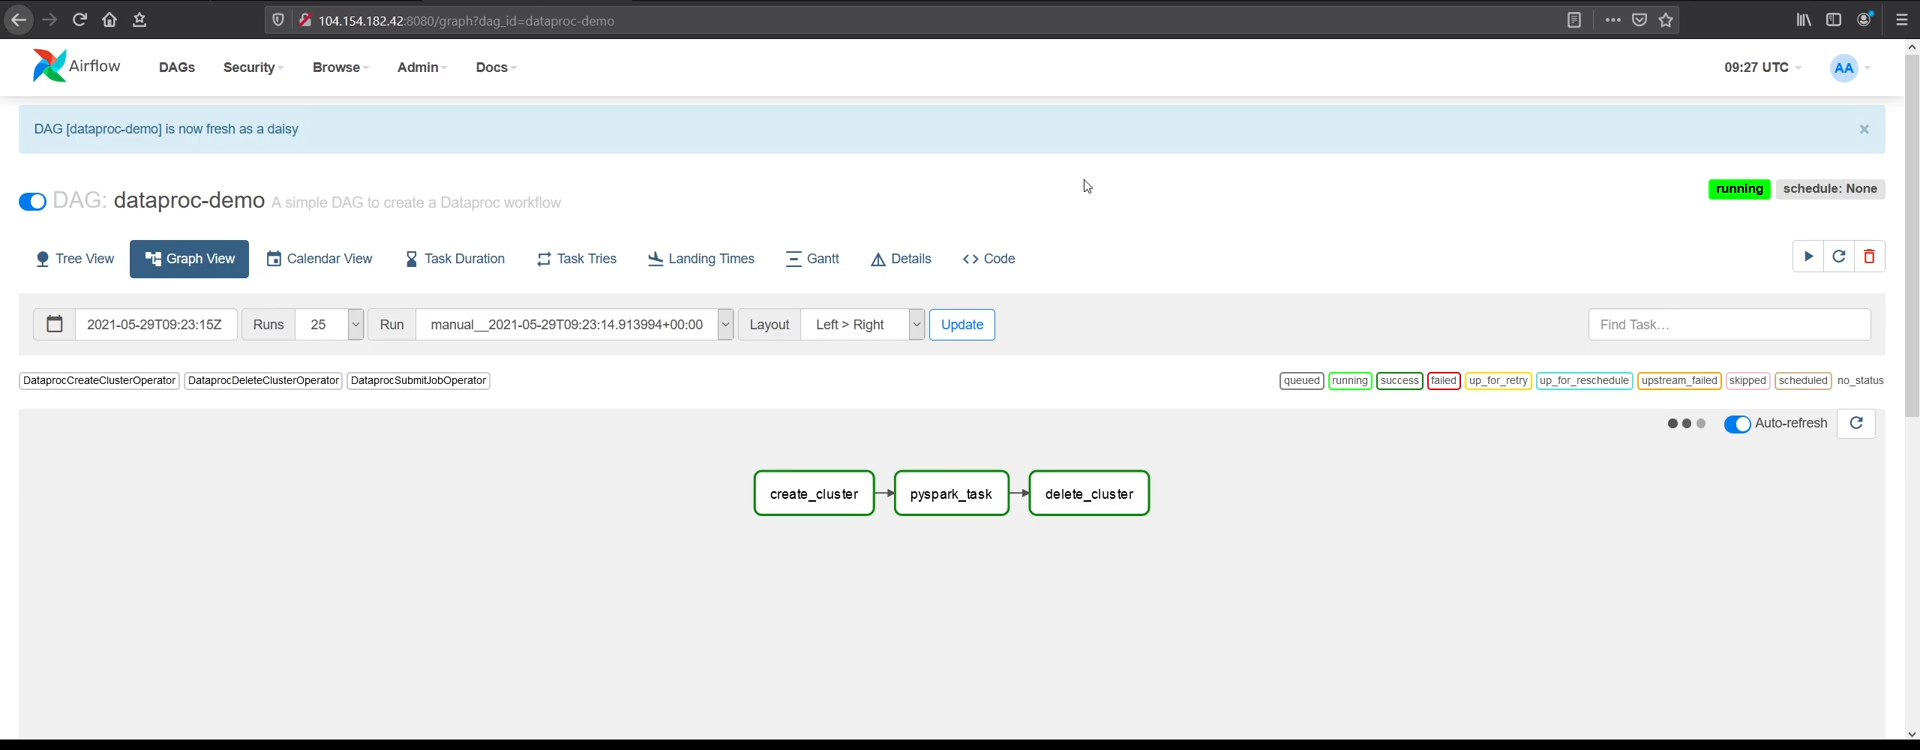 104.154.182.42:8080/graph?dag_id=dataproc-demo
Airflow DAGs Security Browse Admin Docs 09:27 UTC AA
DAG [dataproc-demo] is now fresh as a daisy ×
DAG: dataproc-demo A simple DAG to create a Dataproc workflow running schedule: None
Tree View Graph View Calendar View Task Duration Task Tries Landing Times Gantt Details <> Code
2021-05-29T09:23:15Z Runs 25 Run manual__2021-05-29T09:23:14.913994+00:00 Layout Left > Right Update Find Task...
DataprocCreateClusterOperator DataprocDeleteClusterOperator DataprocSubmitJobOperator queued running success failed up_for_retry up_for_reschedule upstream_failed skipped scheduled no_status
Auto-refresh
create_cluster pyspark_task delete_cluster